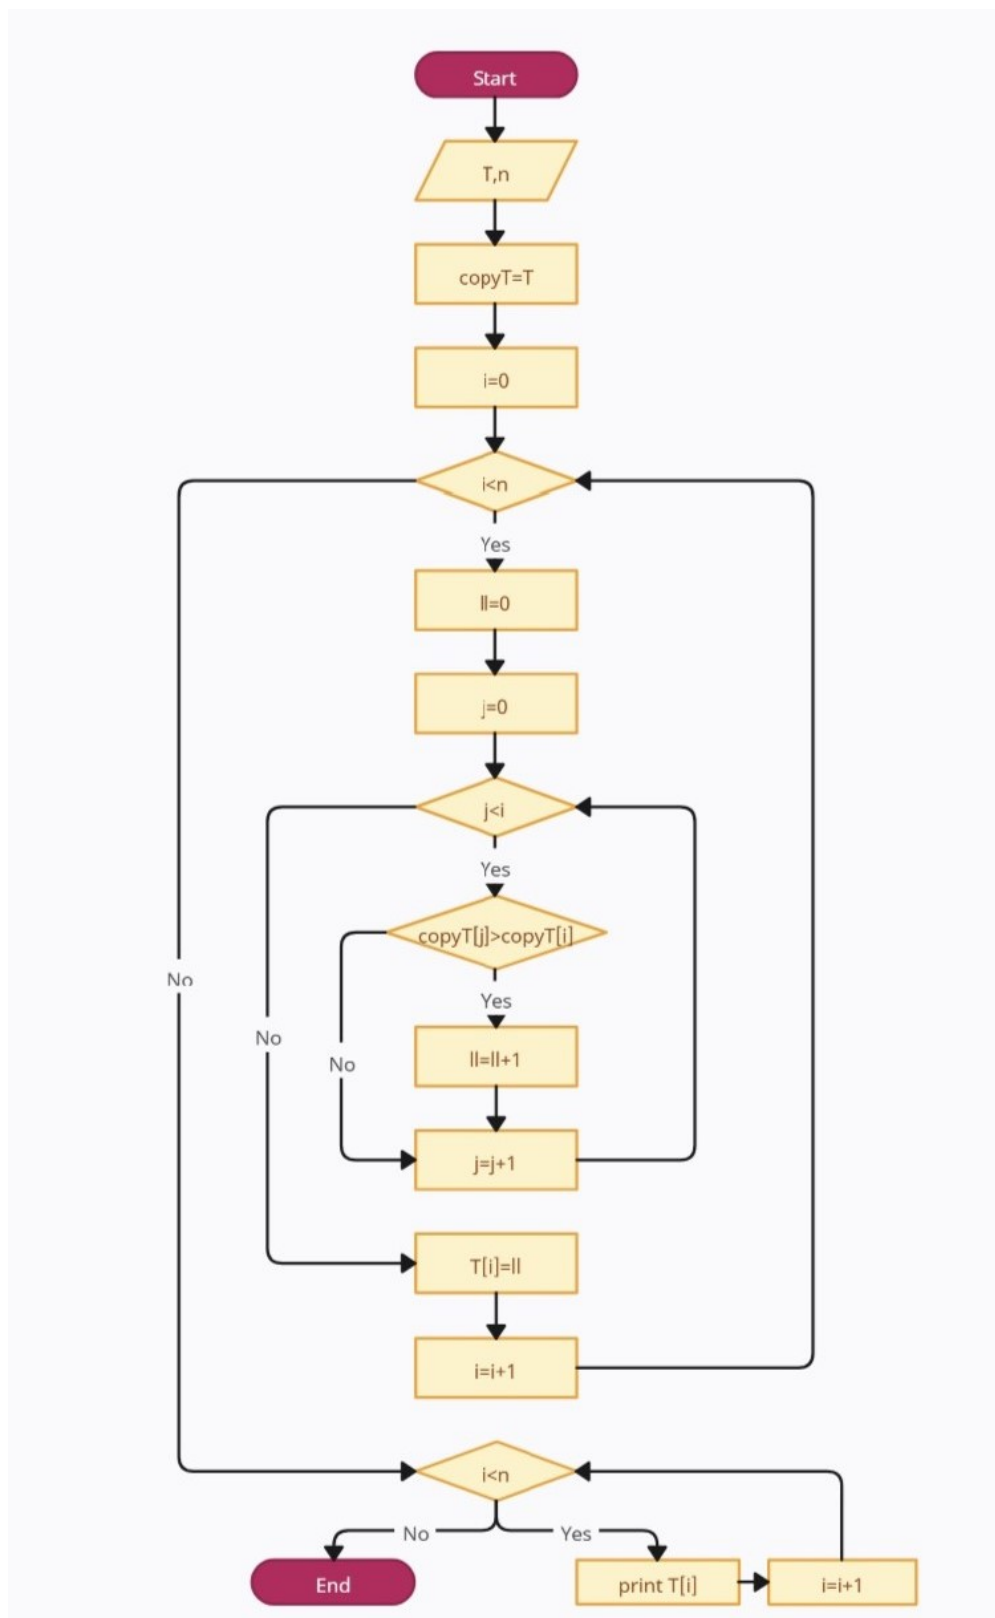 Start
T,n
copyT=T
i=0
i<n
Yes
ll=0
j=0
j<i
Yes
copyT[j]>copyT[i]
No
Yes
No
No
ll=ll+1
j=j+1
T[i]=ll
i=i+1
i<n
No
Yes
End
print T[i]
i=i+1